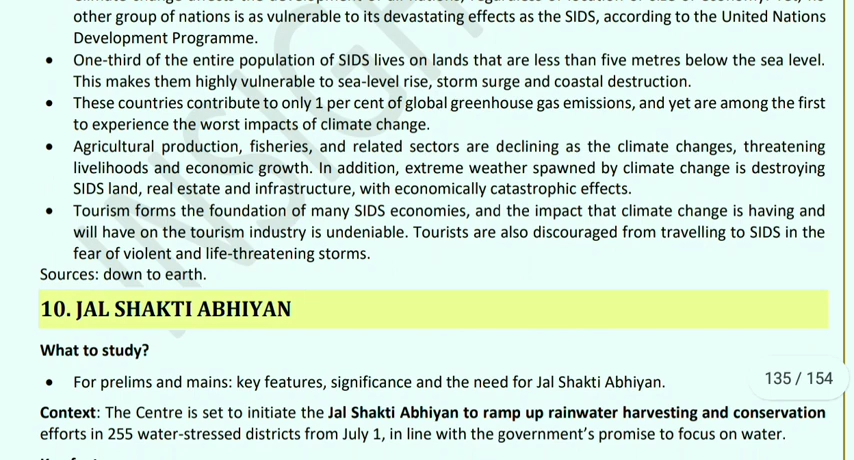 other group of nations is as vulnerable to its devastating effects as the SIDS, according to the United Nations
Development Programme.
• One-third of the entire population of SIDS lives on lands that are less than five metres below the sea level.
This makes them highly vulnerable to sea-level rise, storm surge and coastal destruction.
• These countries contribute to only 1 per cent of global greenhouse gas emissions, and yet are among the first
to experience the worst impacts of climate change.
• Agricultural production, fisheries, and related sectors are declining as the climate changes, threatening
livelihoods and economic growth. In addition, extreme weather spawned by climate change is destroying
SIDS land, real estate and infrastructure, with economically catastrophic effects.
• Tourism forms the foundation of many SIDS economies, and the impact that climate change is having and
will have on the tourism industry is undeniable. Tourists are also discouraged from travelling to SIDS in the
fear of violent and life-threatening storms.
Sources: down to earth.
10. JAL SHAKTI ABHIYAN
What to study?
• For prelims and mains: key features, significance and the need for Jal Shakti Abhiyan.
135 / 154
Context: The Centre is set to initiate the Jal Shakti Abhiyan to ramp up rainwater harvesting and conservation
efforts in 255 water-stressed districts from July 1, in line with the government’s promise to focus on water.